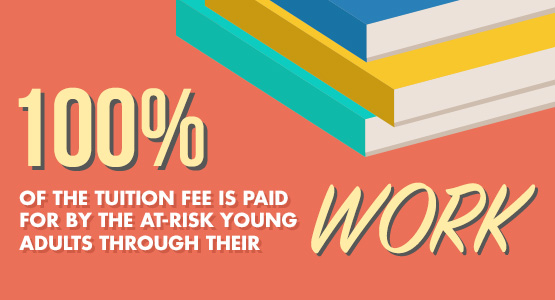 100%
OF THE TUITION FEE IS PAID
FOR BY THE AT-RISK YOUNG
ADULTS THROUGH THEIR
WORK